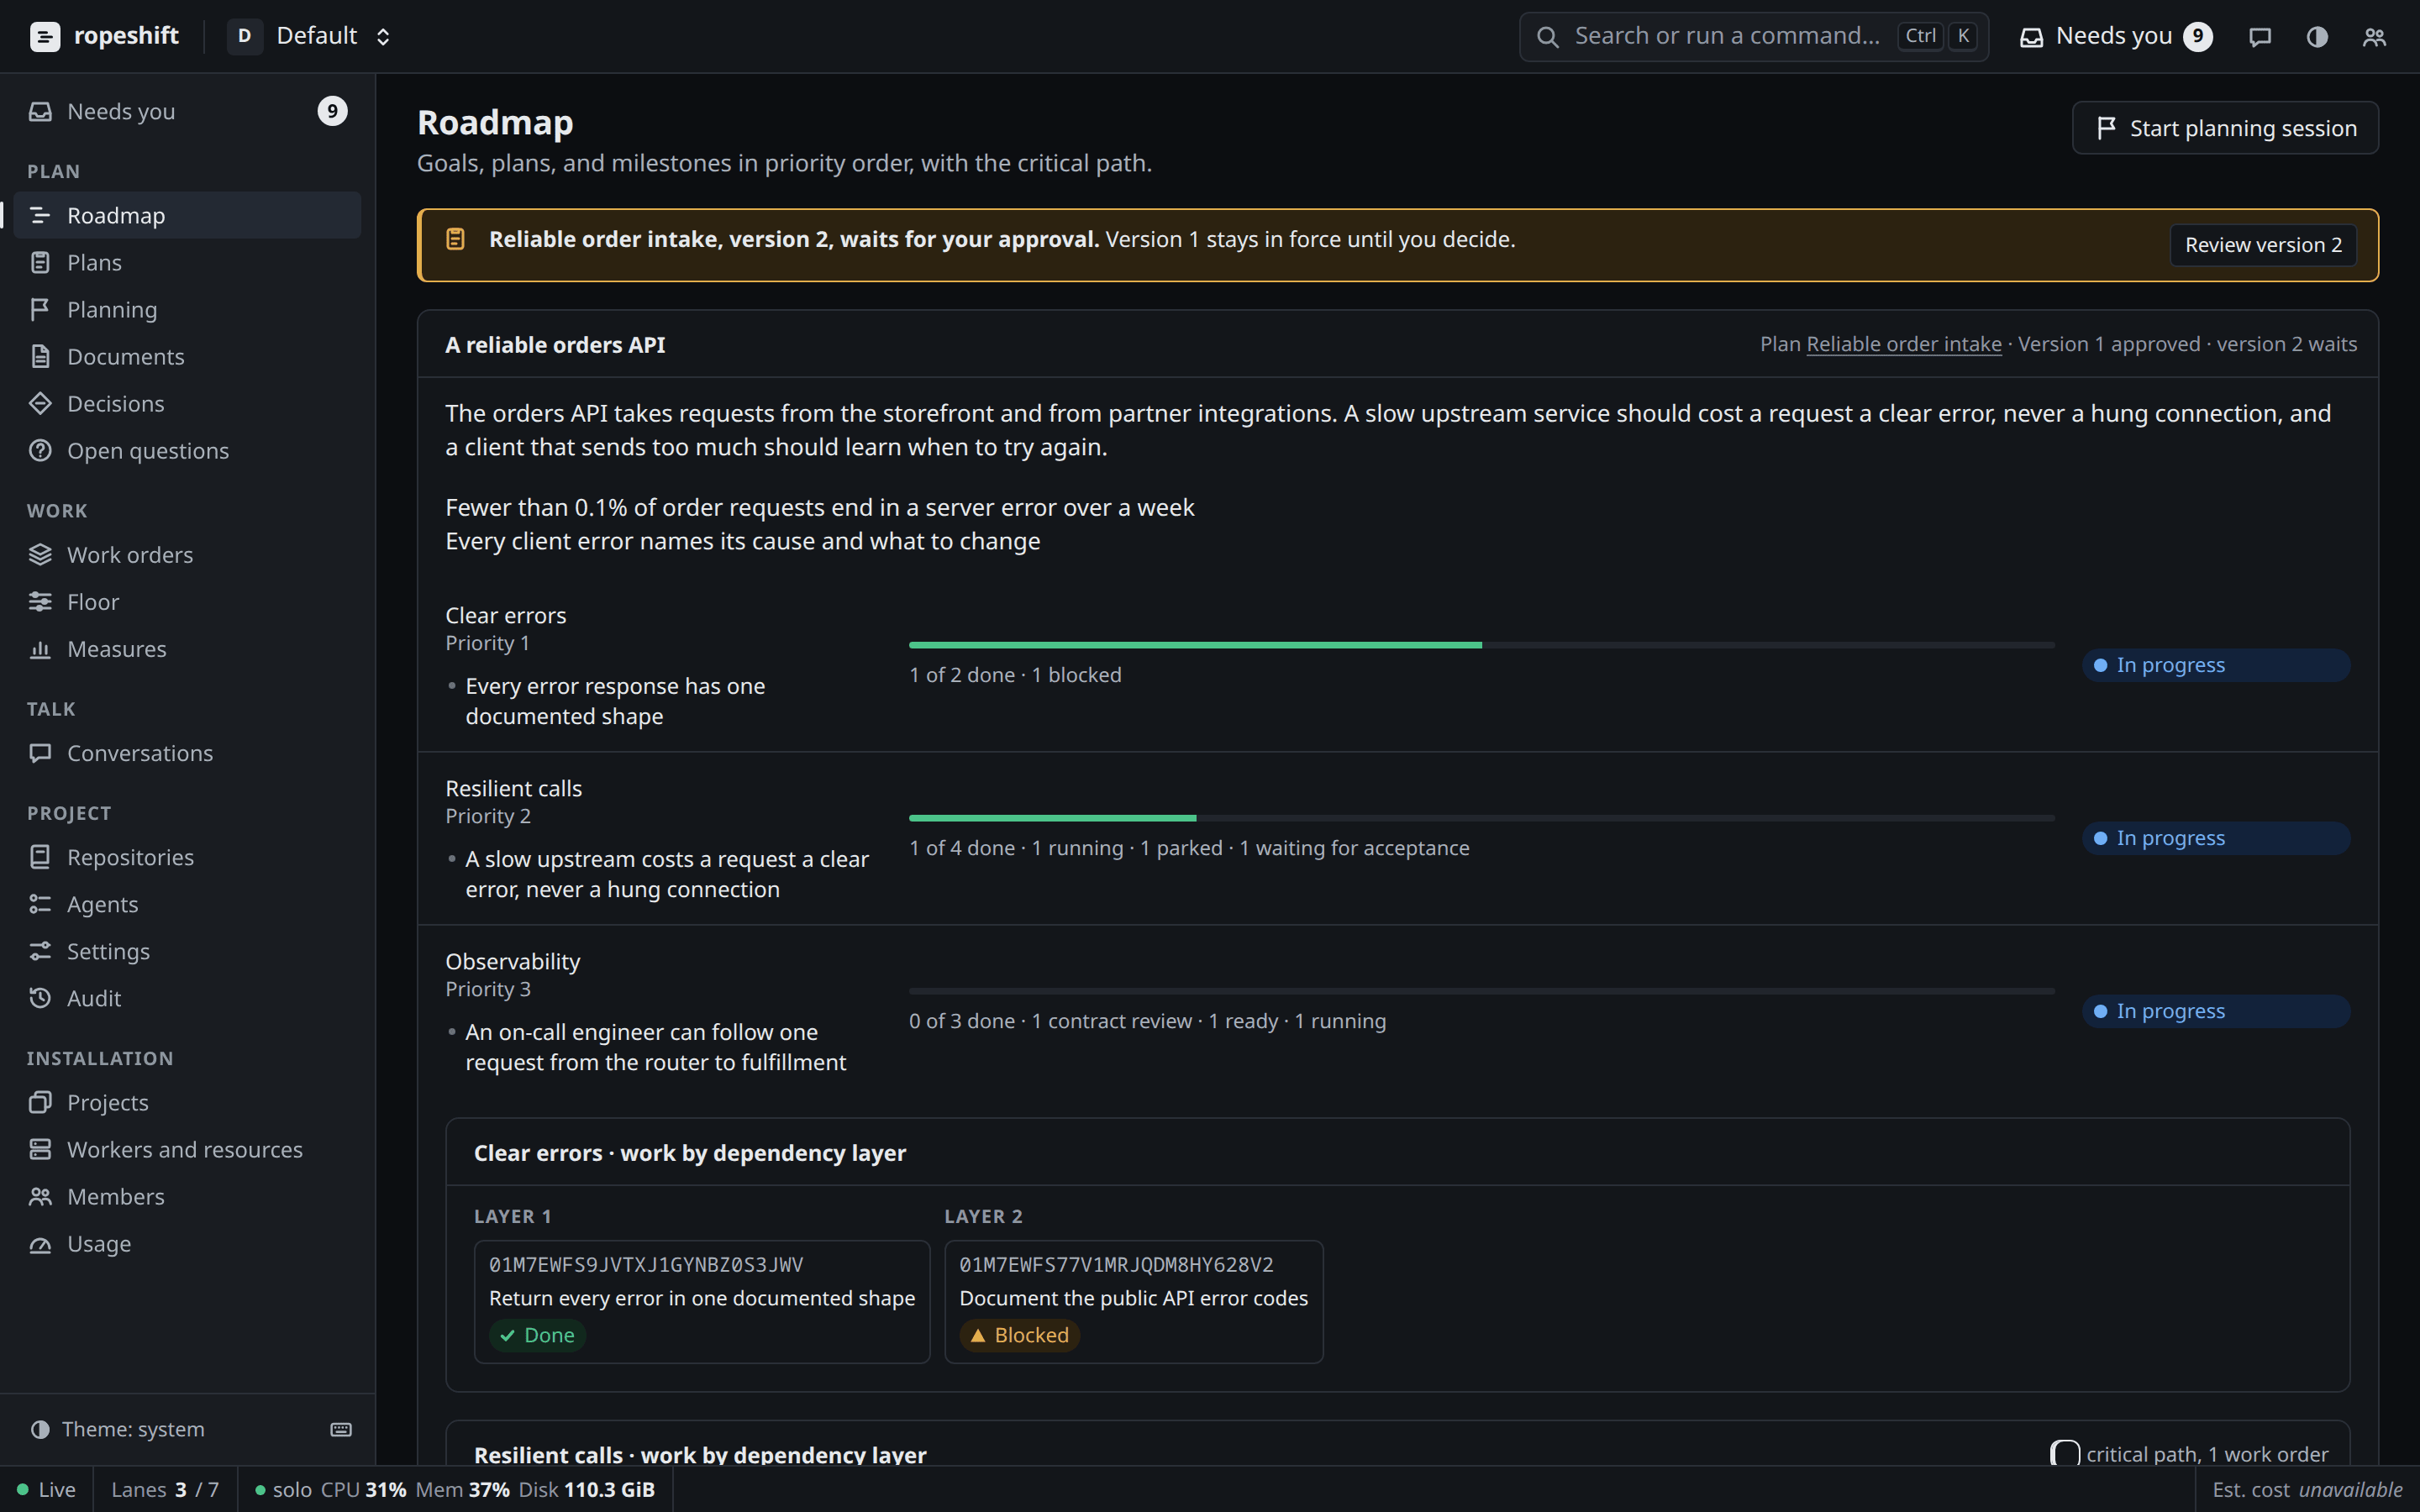 ropeshift
D Default
Search or run a command... Ctrl K
Needs you 9
Needs you 9
PLAN
Roadmap
Plans
Planning
Documents
Decisions
Open questions
WORK
Work orders
Floor
Measures
TALK
Conversations
PROJECT
Repositories
Agents
Settings
Audit
INSTALLATION
Projects
Workers and resources
Members
Usage
Theme: system
Roadmap
Goals, plans, and milestones in priority order, with the critical path.
Start planning session
Reliable order intake, version 2, waits for your approval. Version 1 stays in force until you decide.
Review version 2
A reliable orders API
Plan Reliable order intake · Version 1 approved · version 2 waits
The orders API takes requests from the storefront and from partner integrations. A slow upstream service should cost a request a clear error, never a hung connection, and
a client that sends too much should learn when to try again.
Fewer than 0.1% of order requests end in a server error over a week
Every client error names its cause and what to change
Clear errors
Priority 1
• Every error response has one
documented shape
1 of 2 done · 1 blocked
In progress
Resilient calls
Priority 2
• A slow upstream costs a request a clear
error, never a hung connection
1 of 4 done · 1 running · 1 parked · 1 waiting for acceptance
In progress
Observability
Priority 3
• An on-call engineer can follow one
request from the router to fulfillment
0 of 3 done · 1 contract review · 1 ready · 1 running
In progress
Clear errors · work by dependency layer
LAYER 1
01M7EWFS9JVTXJ1GYNBZ0S3JWV
Return every error in one documented shape
Done
LAYER 2
01M7EWFS77V1MRJQDM8HY628V2
Document the public API error codes
Blocked
Resilient calls · work by dependency layer
critical path, 1 work order
Live
Lanes 3 / 7
solo CPU 31% Mem 37% Disk 110.3 GiB
Est. cost unavailable